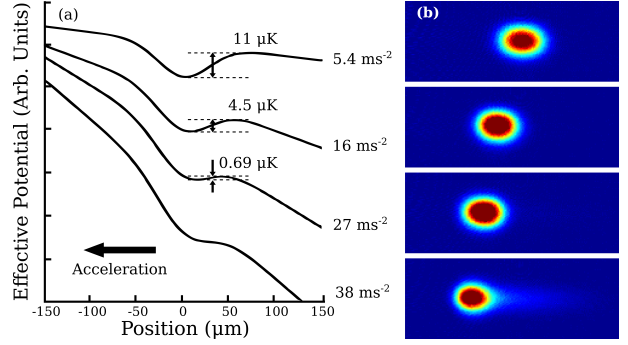 (a)
11 μK
5.4 ms-2
4.5 μK
16 ms-2
0.69 μK
27 ms-2
38 ms-2
Acceleration
Effective Potential (Arb. Units)
-150 -100 -50 0 50 100 150
Position (μm)
(b)